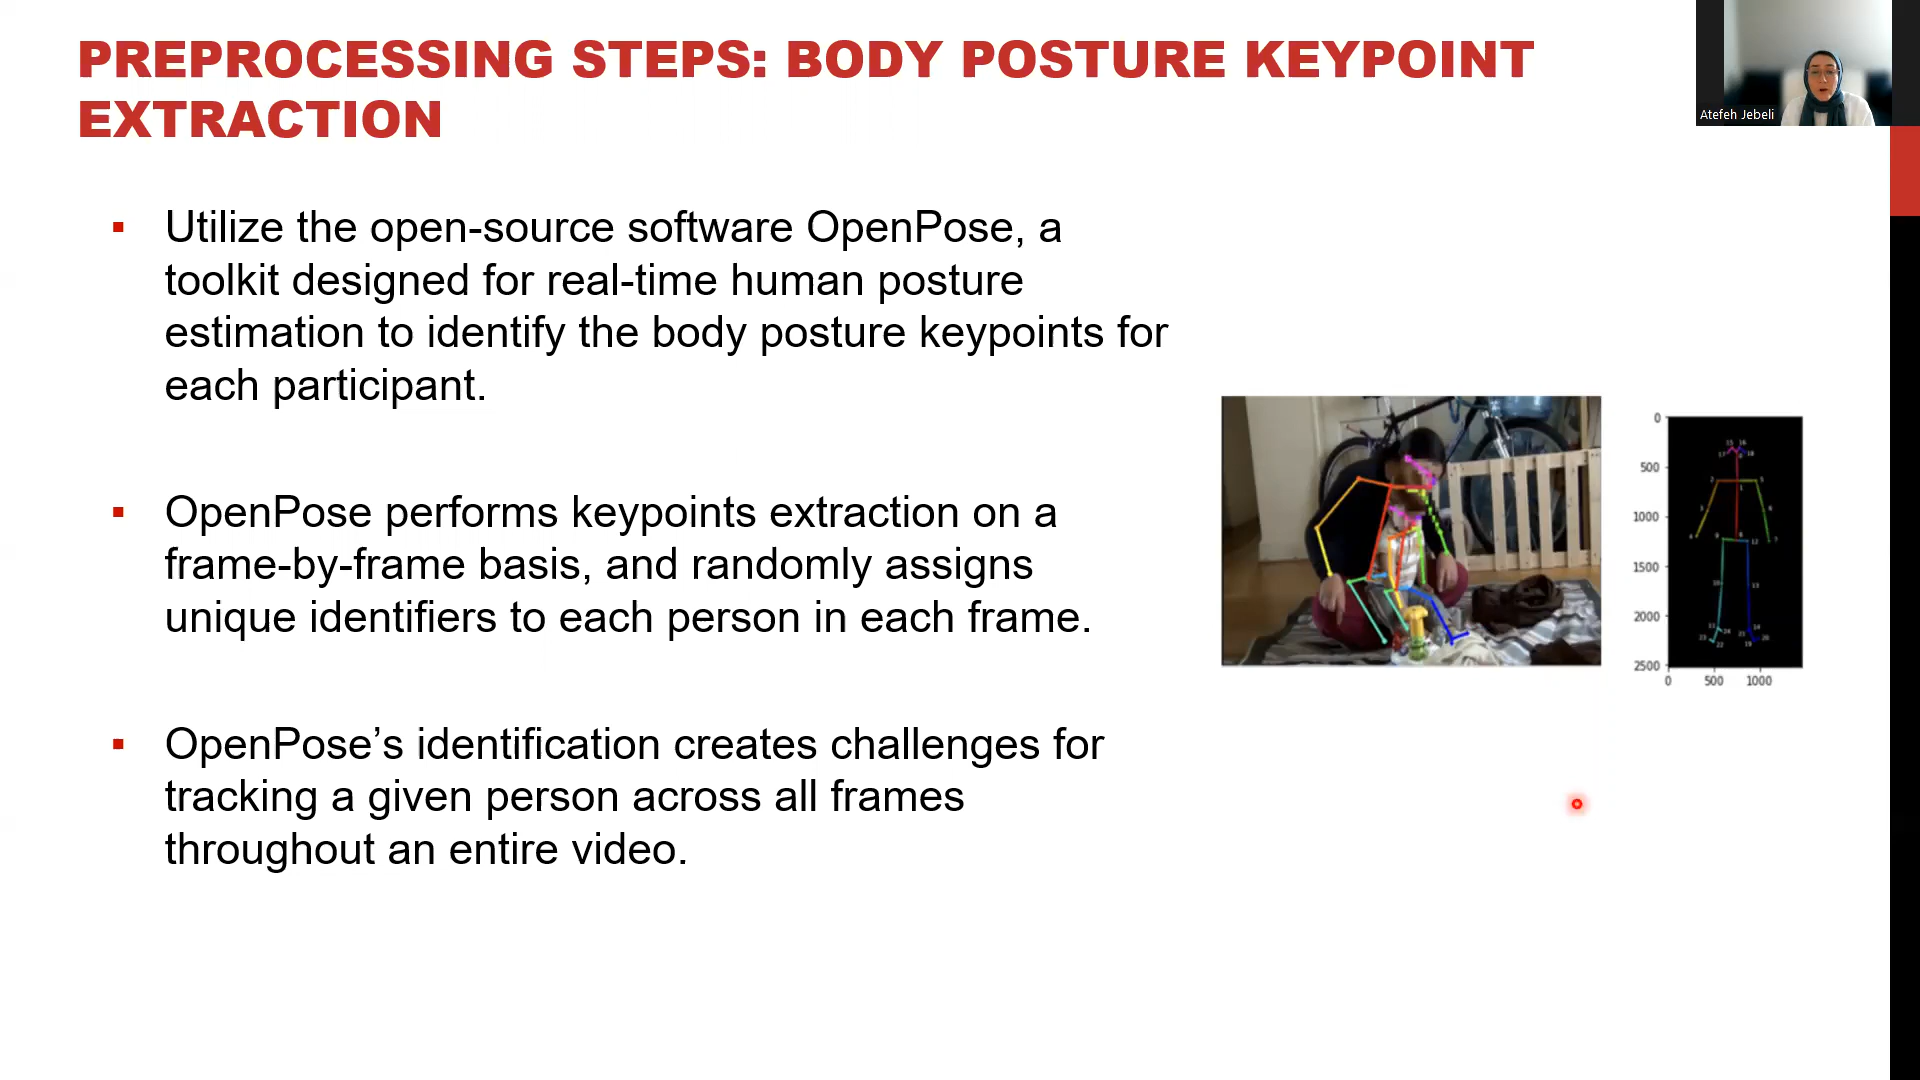 PREPROCESSING STEPS: BODY POSTURE KEYPOINT
EXTRACTION
Atefeh Jebeli
▪ Utilize the open-source software OpenPose, a
toolkit designed for real-time human posture
estimation to identify the body posture keypoints for
each participant.
▪ OpenPose performs keypoints extraction on a
frame-by-frame basis, and randomly assigns
unique identifiers to each person in each frame.
▪ OpenPose’s identification creates challenges for
tracking a given person across all frames
throughout an entire video.
0
500
1000
1500
2000
2500
0 500 1000